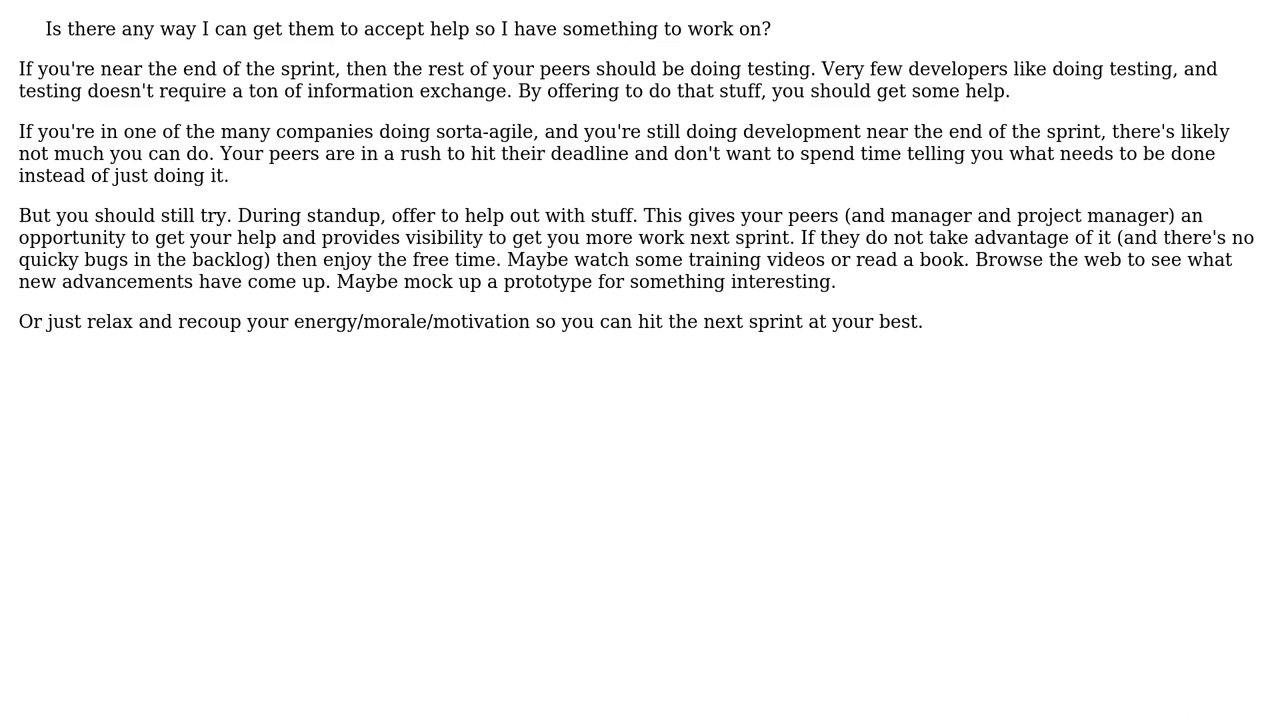 Is there any way I can get them to accept help so I have something to work on?
If you're near the end of the sprint, then the rest of your peers should be doing testing. Very few developers like doing testing, and
testing doesn't require a ton of information exchange. By offering to do that stuff, you should get some help.
If you're in one of the many companies doing sorta-agile, and you're still doing development near the end of the sprint, there's likely
not much you can do. Your peers are in a rush to hit their deadline and don't want to spend time telling you what needs to be done
instead of just doing it.
But you should still try. During standup, offer to help out with stuff. This gives your peers (and manager and project manager) an
opportunity to get your help and provides visibility to get you more work next sprint. If they do not take advantage of it (and there's no
quicky bugs in the backlog) then enjoy the free time. Maybe watch some training videos or read a book. Browse the web to see what
new advancements have come up. Maybe mock up a prototype for something interesting.
Or just relax and recoup your energy/morale/motivation so you can hit the next sprint at your best.